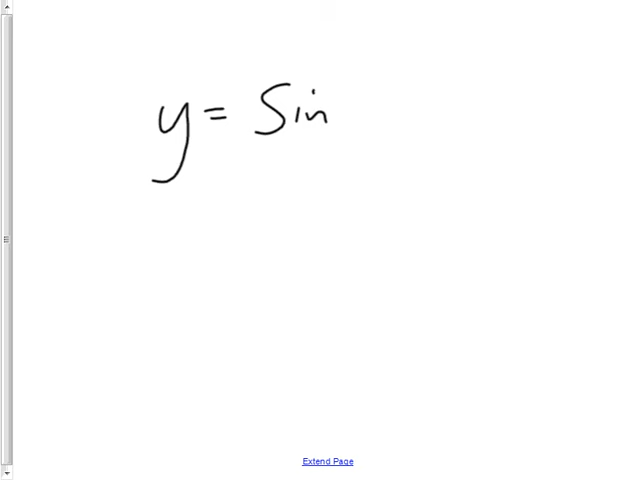 y = Sin
Extend Page